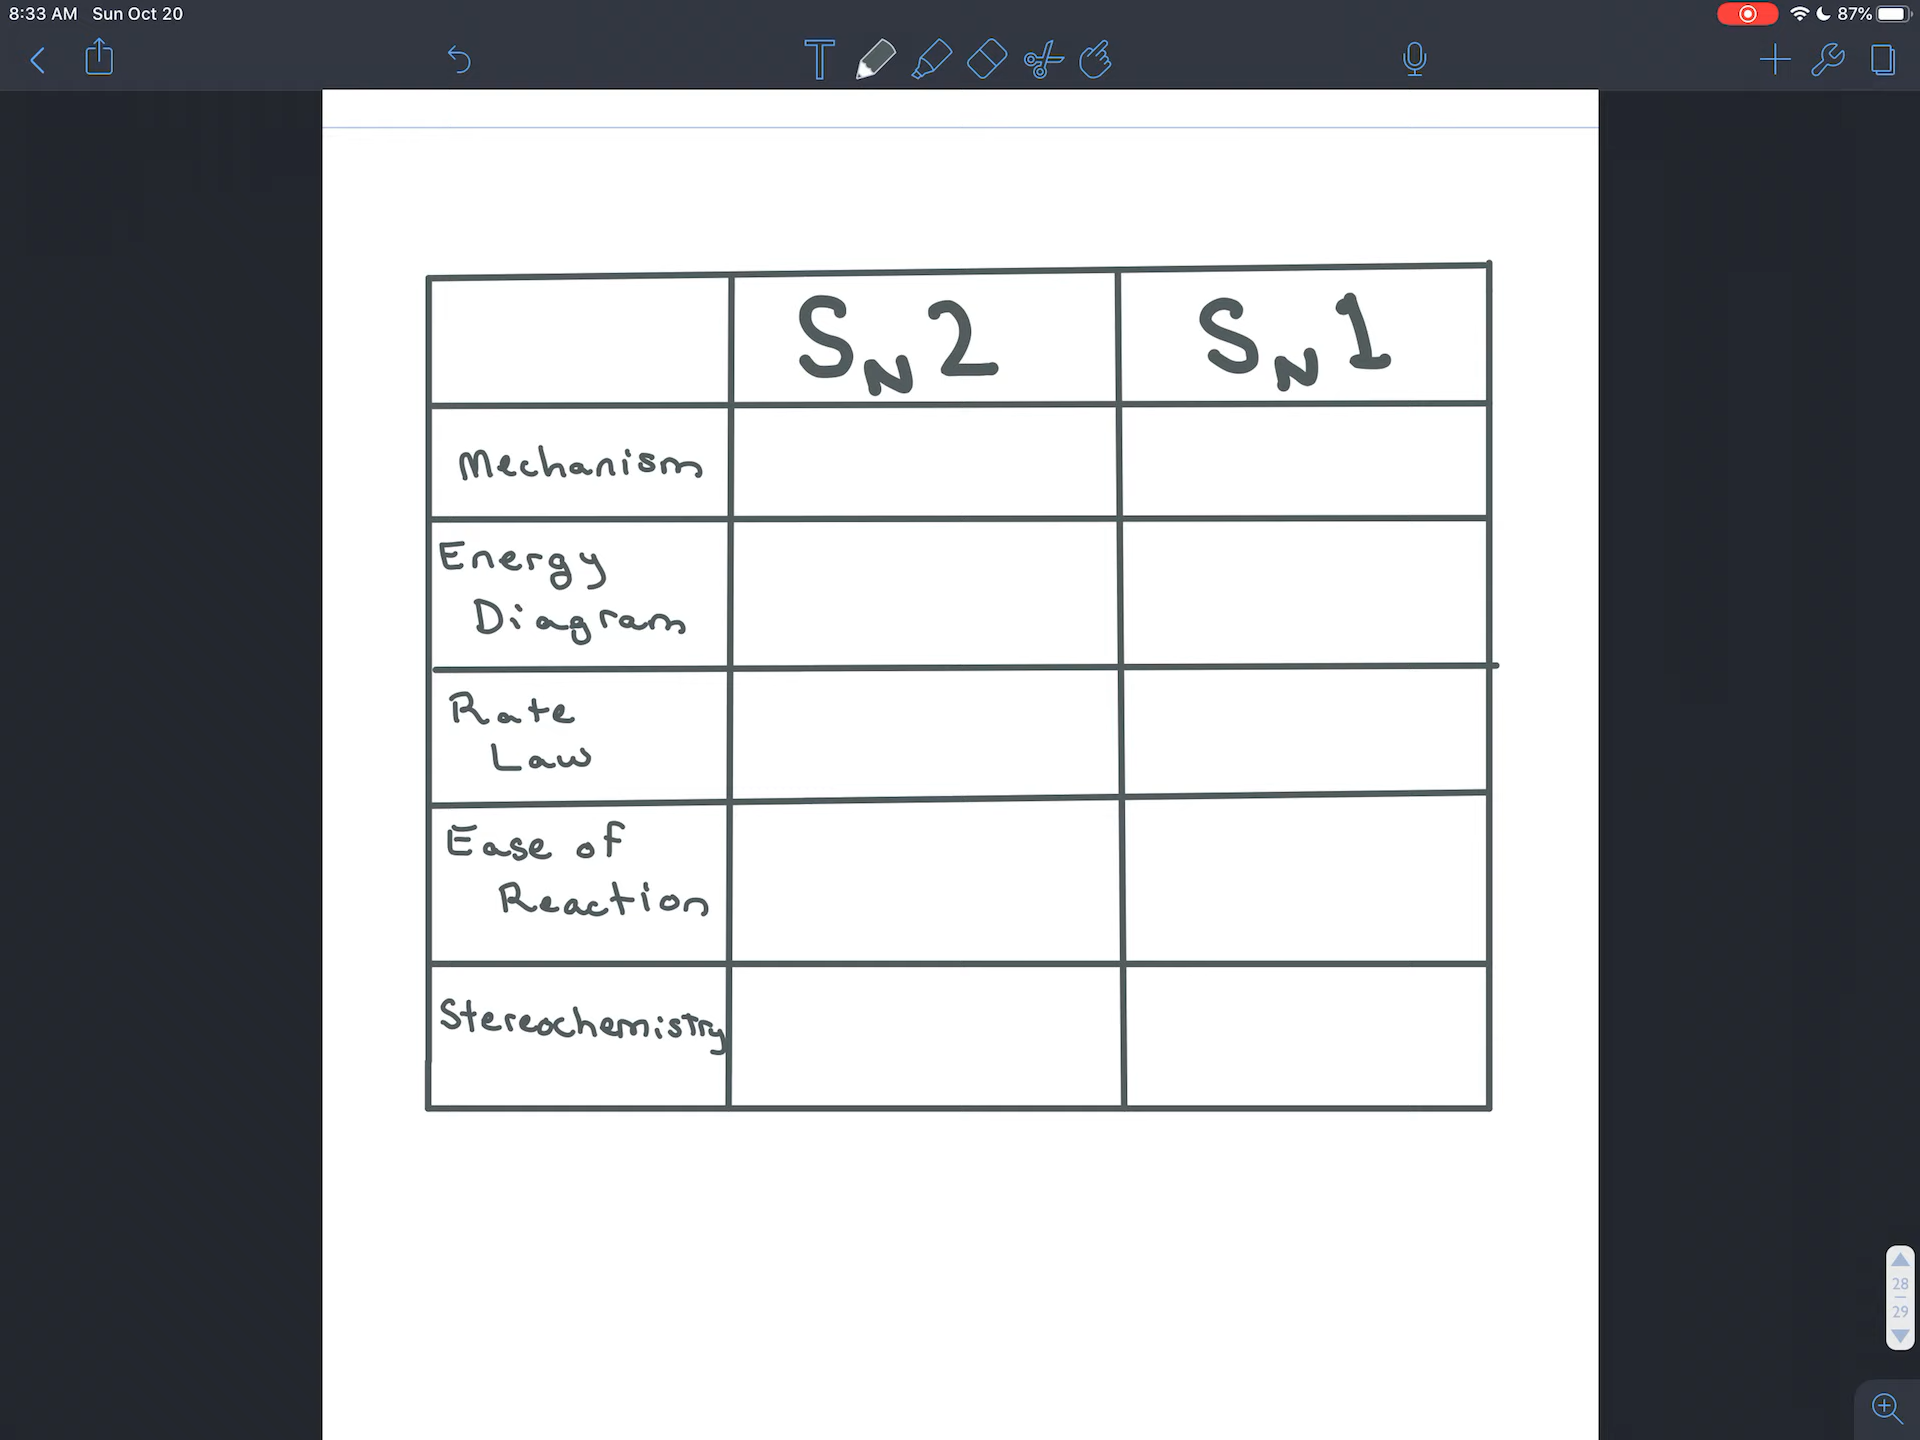 8:33 AM Sun Oct 20
87%
T
SN2 SN1
Mechanism
Energy
Diagram
Rate
Law
Ease of
Reaction
Stereochemistry
28
29